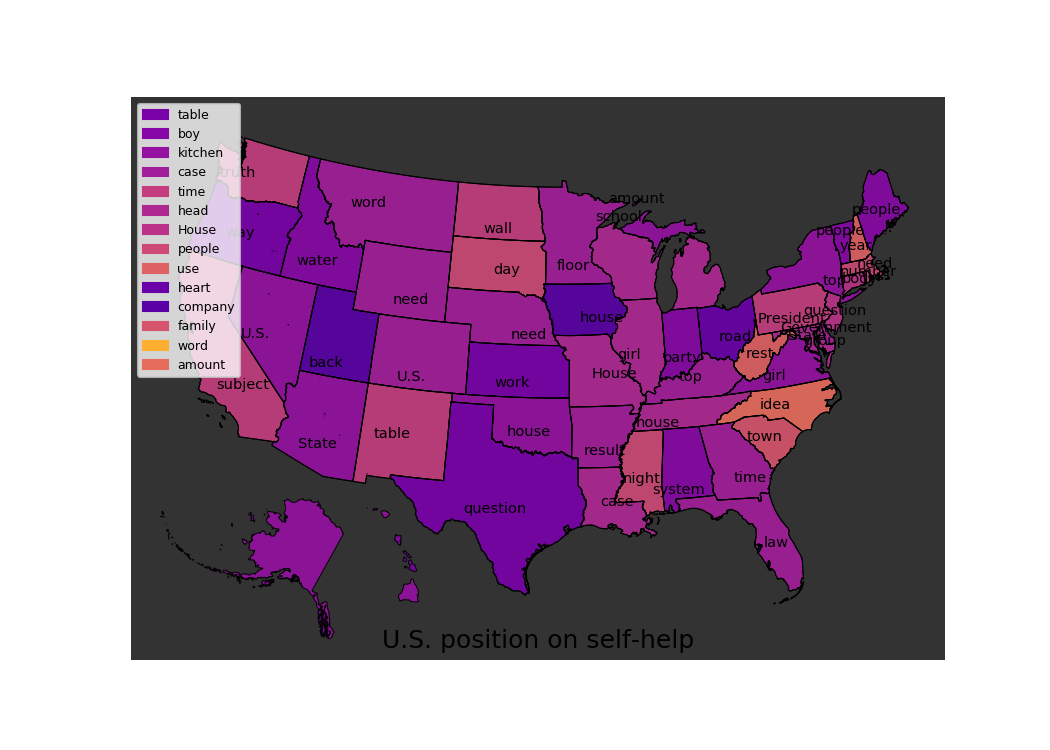 table
boy
kitchen
case
time
head
House
people
use
heart
company
family
word
amount
truth
way
water
word
wall
day
need
floor
amount
school
people
people
year
need
number
top
body
question
President
Government
State
group
U.S.
back
U.S.
need
house
girl
party
road
rest
girl
subject
work
House
top
idea
State
table
house
house
town
result
night
system
time
question
case
law
U.S. position on self-help